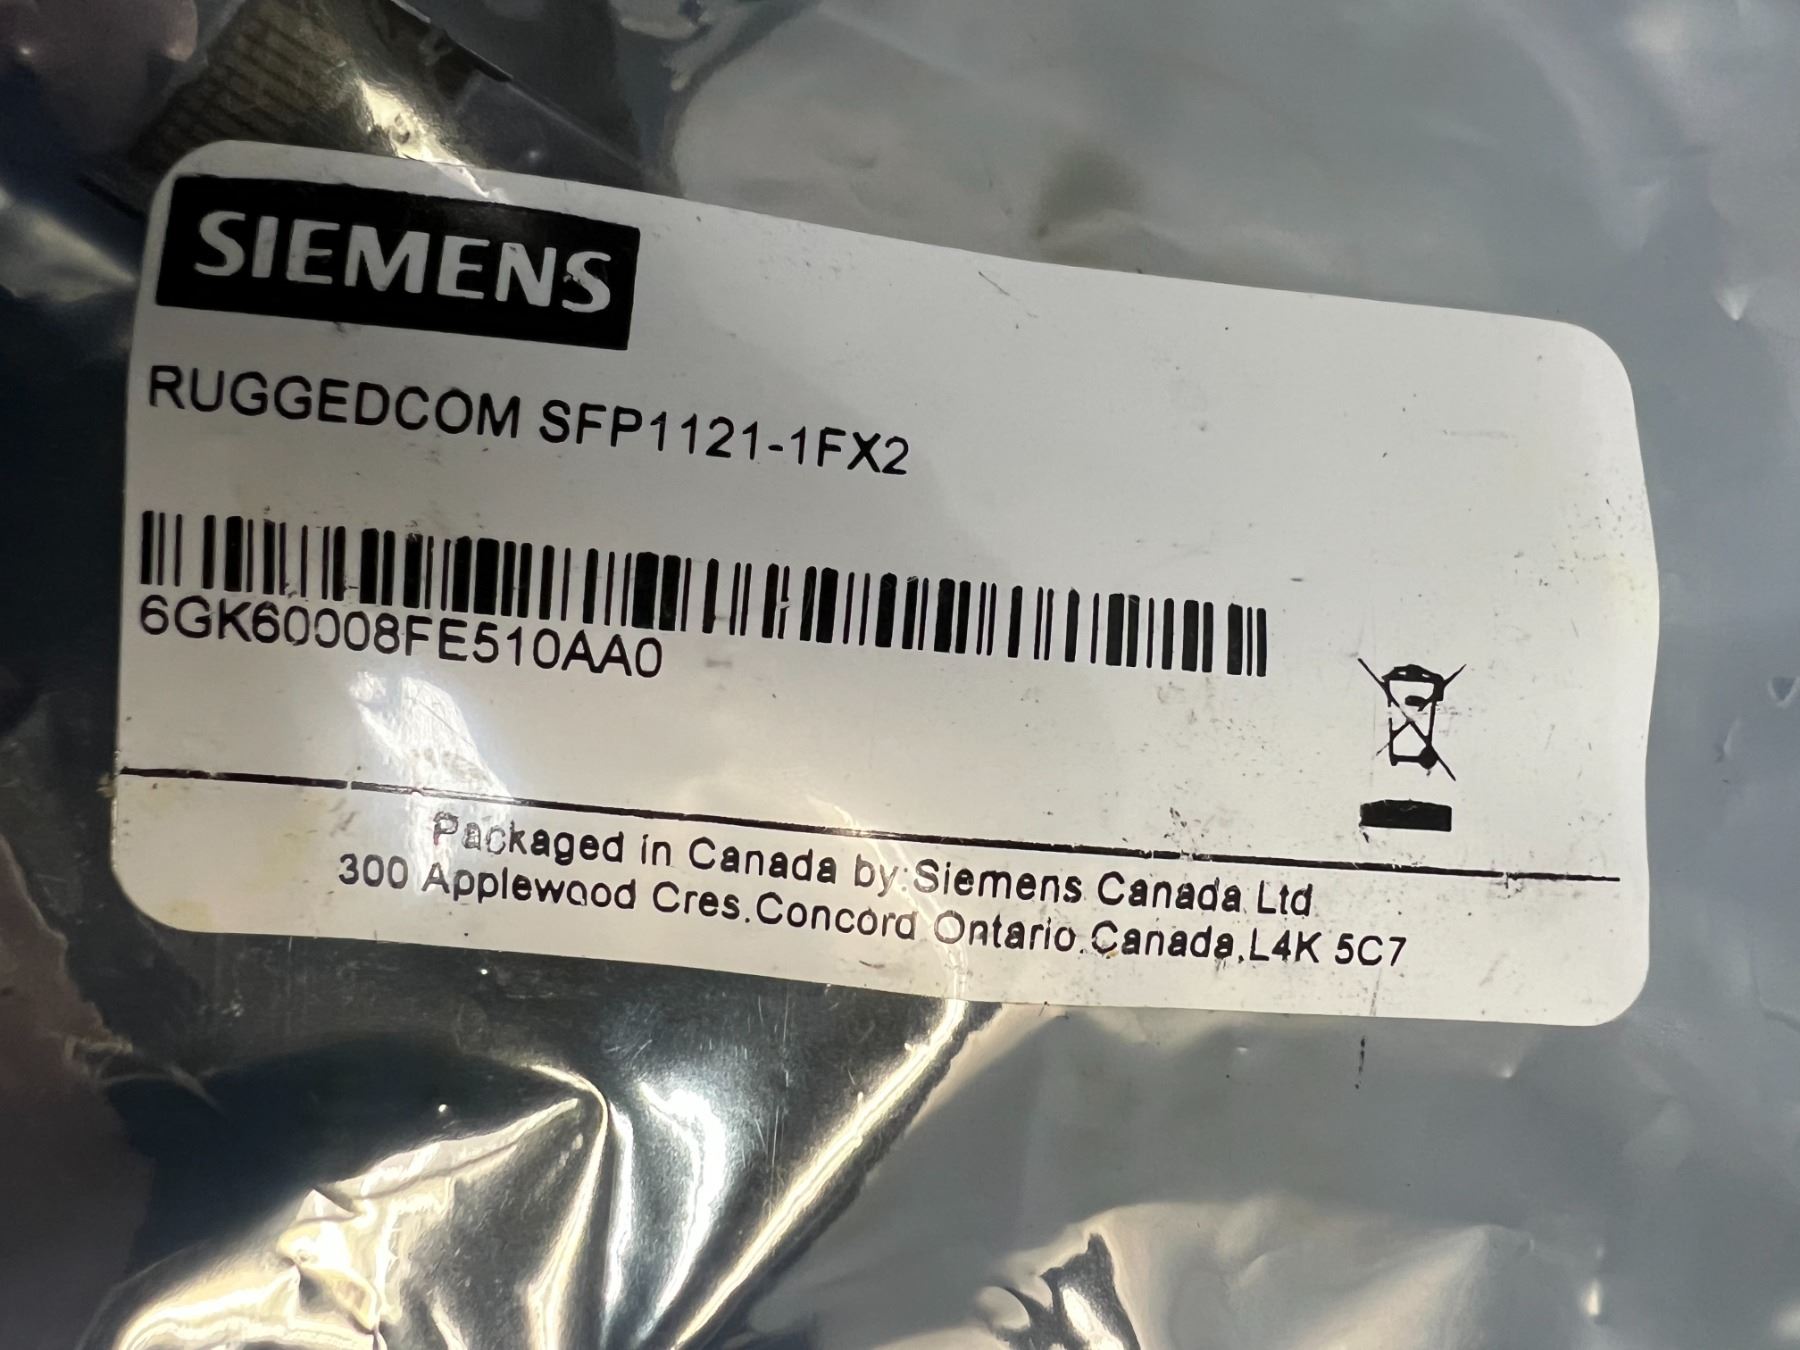 SIEMENS
RUGGEDCOM SFP1121-1FX2
6GK60008FE510AA0
Packaged in Canada by:Siemens Canada Ltd
300 Applewood Cres.Concord Ontario.Canada,L4K 5C7